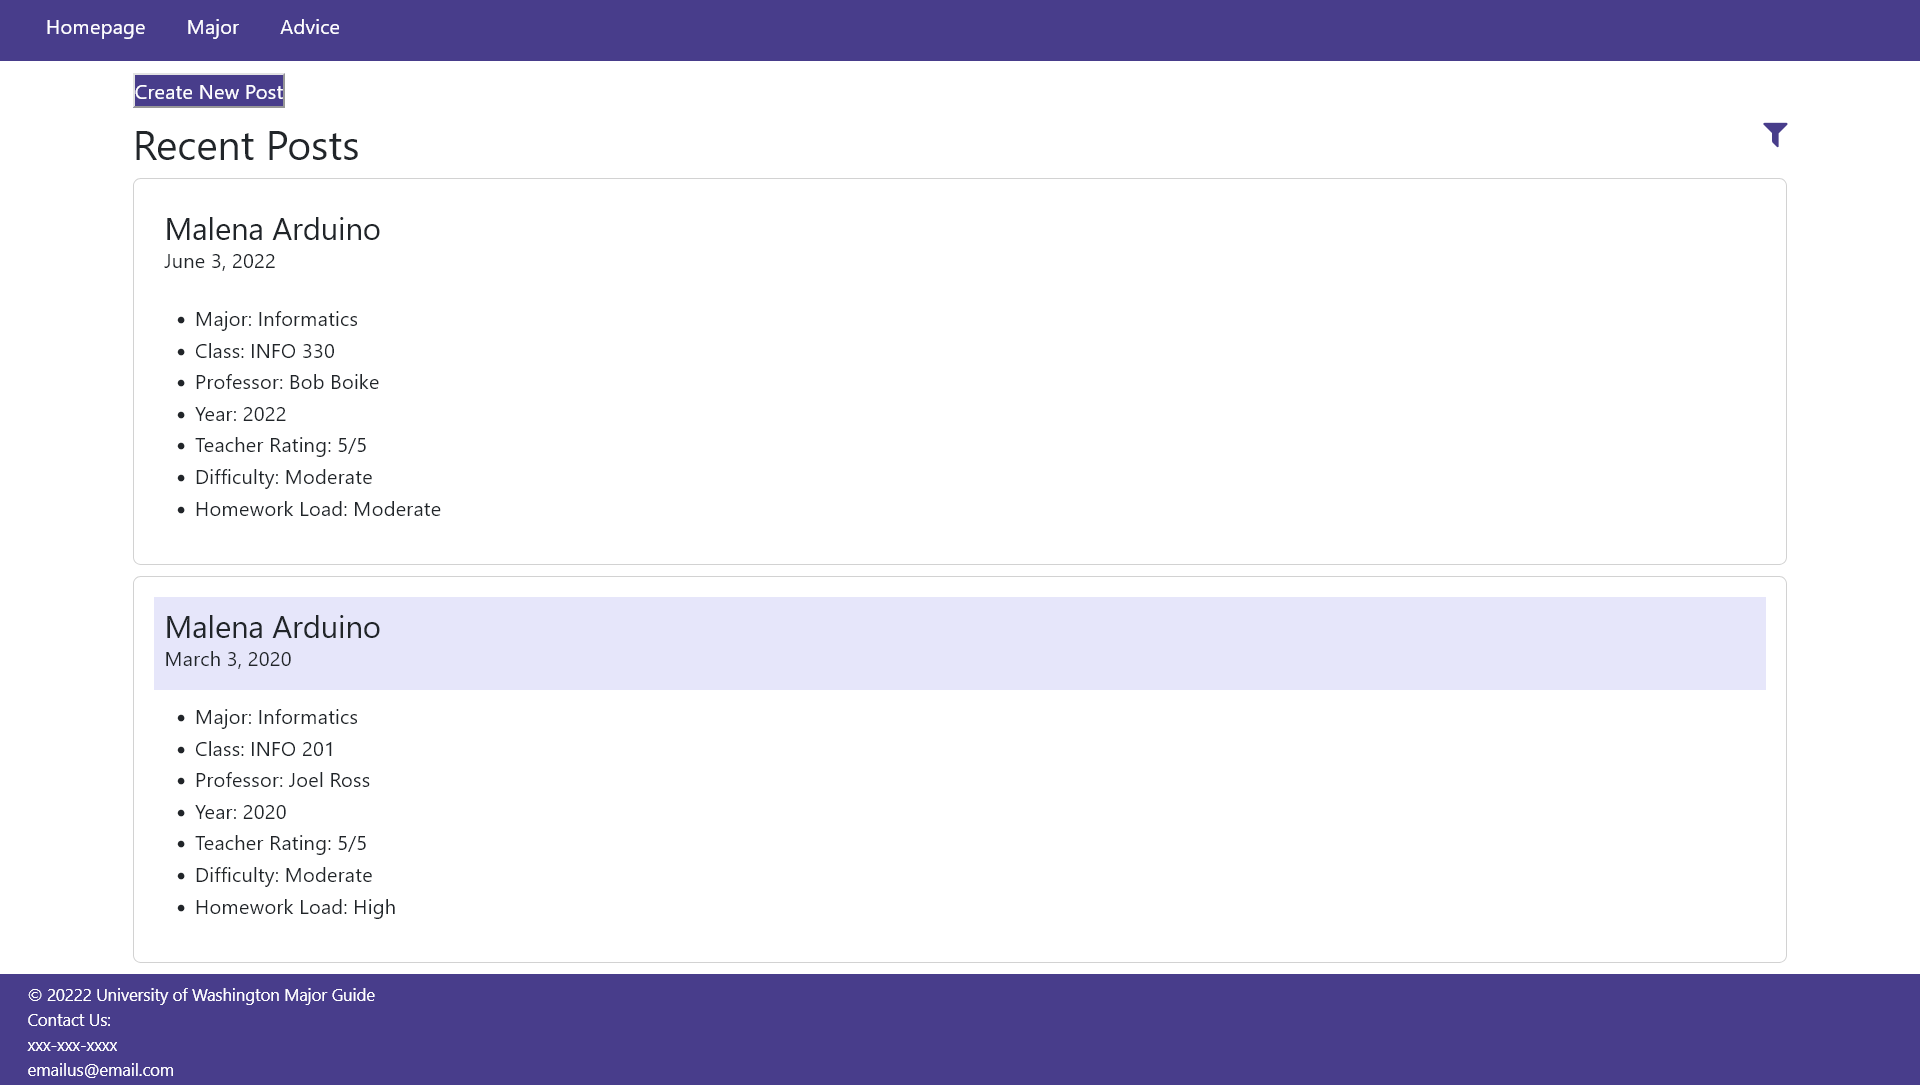 Homepage Major Advice
Create New Post
Recent Posts
Malena Arduino
June 3, 2022
• Major: Informatics
• Class: INFO 330
• Professor: Bob Boike
• Year: 2022
• Teacher Rating: 5/5
• Difficulty: Moderate
• Homework Load: Moderate
Malena Arduino
March 3, 2020
• Major: Informatics
• Class: INFO 201
• Professor: Joel Ross
• Year: 2020
• Teacher Rating: 5/5
• Difficulty: Moderate
• Homework Load: High
© 20222 University of Washington Major Guide
Contact Us:
xxx-xxx-xxxx
emailus@email.com